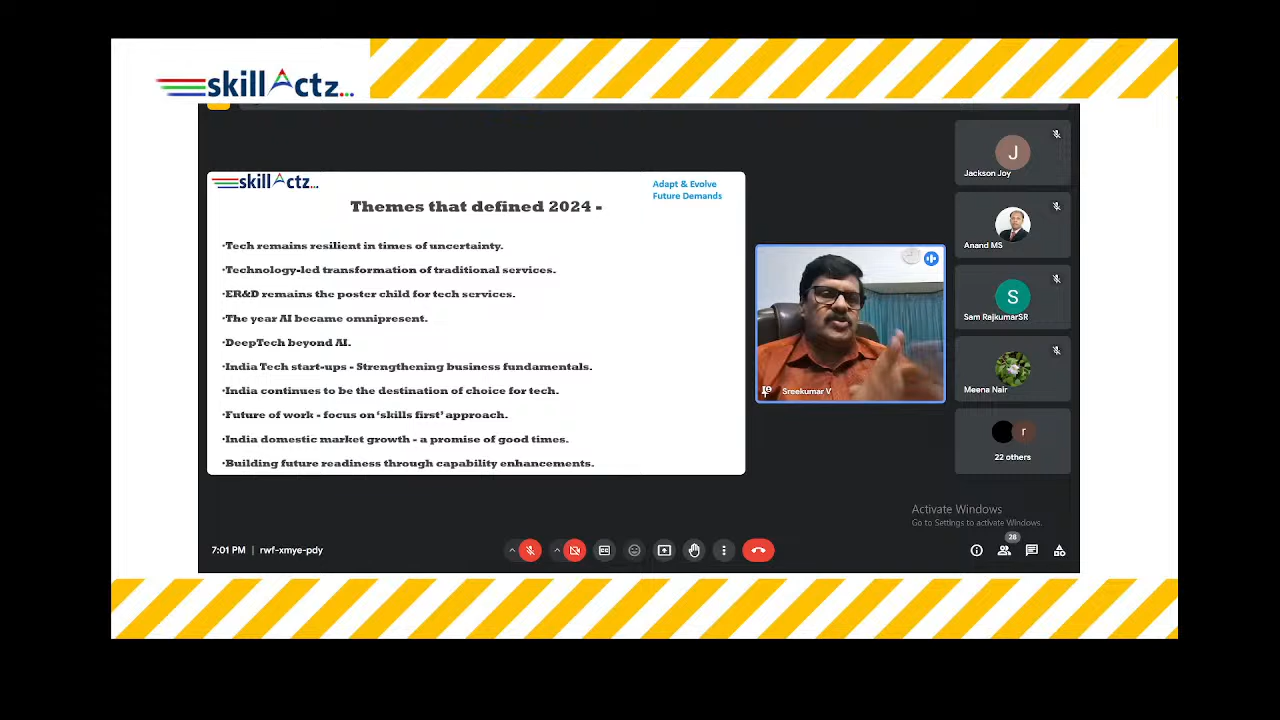 skillActz...
skillActz...
Adapt & Evolve
Future Demands
Themes that defined 2024 -
·Tech remains resilient in times of uncertainty.
·Technology-led transformation of traditional services.
·ER&D remains the poster child for tech services.
·The year AI became omnipresent.
·DeepTech beyond AI.
·India Tech start-ups - Strengthening business fundamentals.
·India continues to be the destination of choice for tech.
·Future of work - focus on ‘skills first’ approach.
·India domestic market growth - a promise of good times.
·Building future readiness through capability enhancements.
Sreekumar V
J
Jackson Joy
Anand MS
S
Sam RajkumarSR
Meena Nair
r
22 others
Activate Windows
Go to Settings to activate Windows.
7:01 PM | rwf-xmye-pdy
CC
26